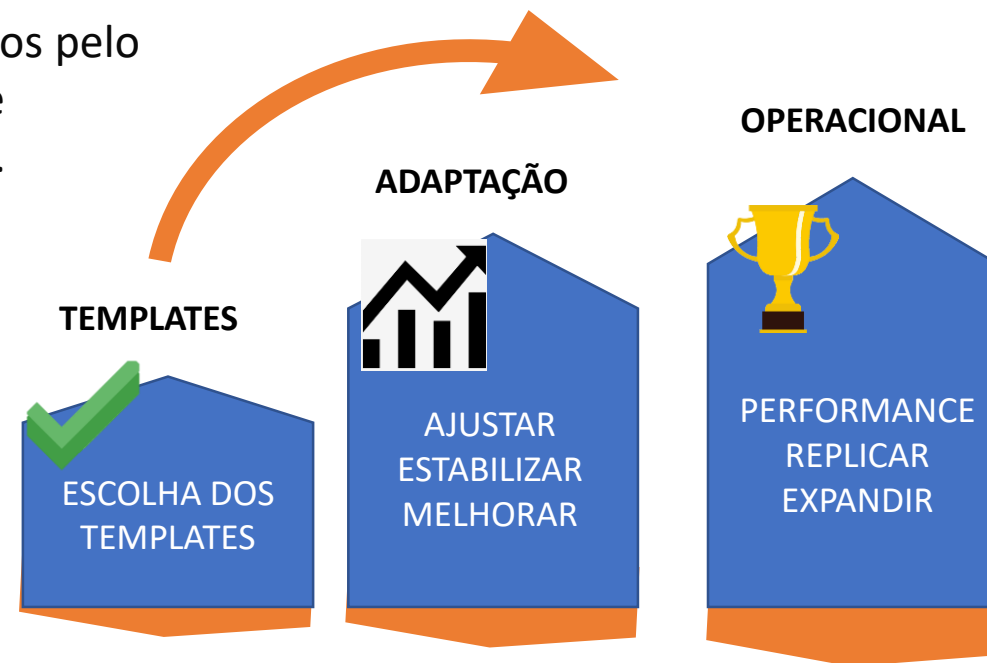 os pelo
e
.
OPERACIONAL
ADAPTAÇÃO
TEMPLATES
ESCOLHA DOS
TEMPLATES
AJUSTAR
ESTABILIZAR
MELHORAR
PERFORMANCE
REPLICAR
EXPANDIR